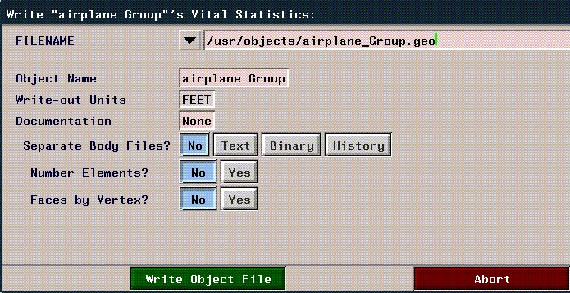 Write "airplane Group"'s Vital Statistics:
FILENAME /usr/objects/airplane_Group.geo
Object Name airplane Group
Write-out Units FEET
Documentation None
Separate Body Files? No Text Binary History
Number Elements? No Yes
Faces by Vertex? No Yes
Write Object File Abort